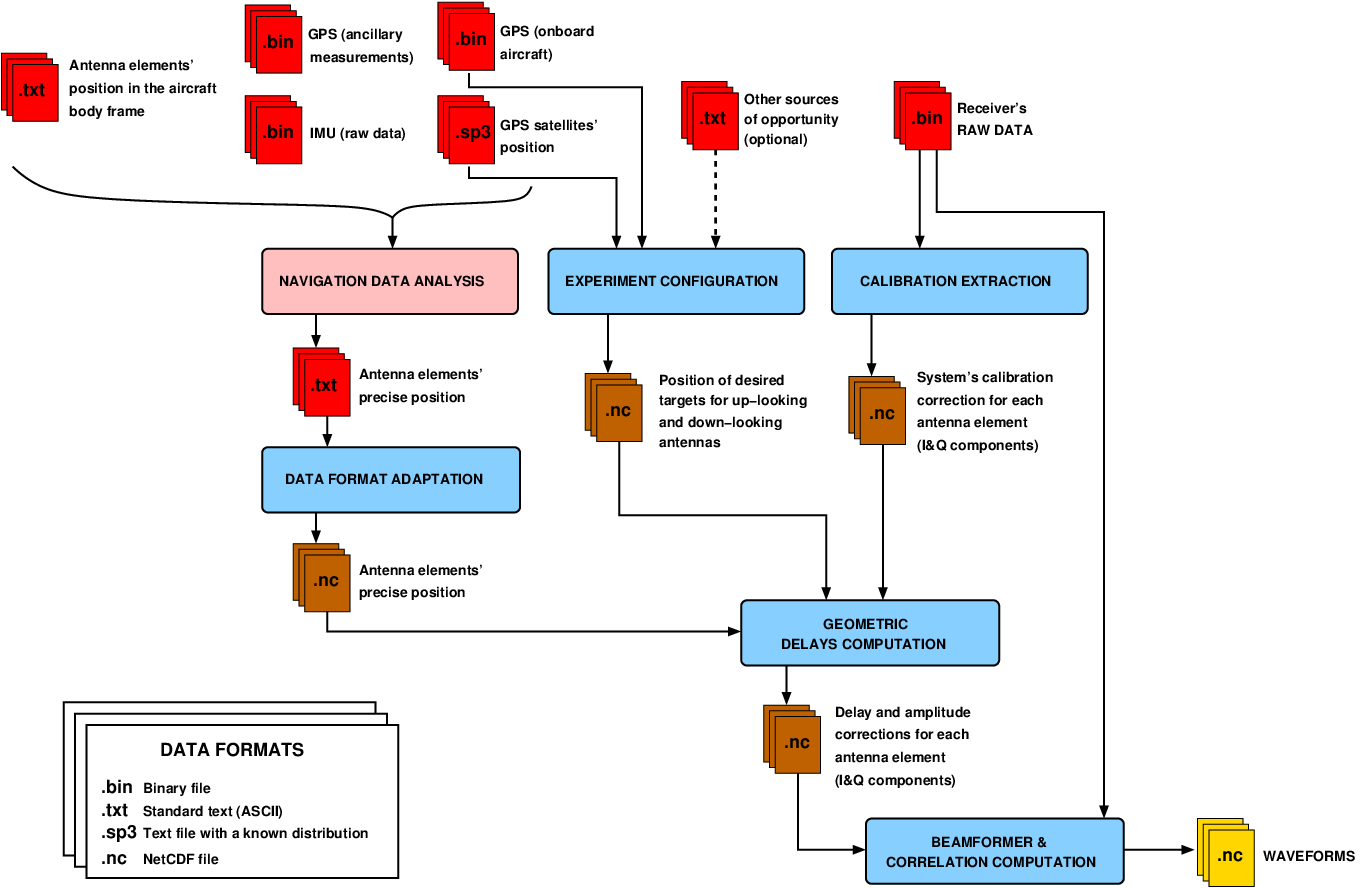 .txt
Antenna elements'
position in the aircraft
body frame
.bin
GPS (ancillary
measurements)
.bin
GPS (onboard
aircraft)
.bin
IMU (raw data)
.sp3
GPS satellites'
position
.txt
Other sources
of opportunity
(optional)
.bin
Receiver's
RAW DATA
NAVIGATION DATA ANALYSIS
EXPERIMENT CONFIGURATION
CALIBRATION EXTRACTION
.txt
Antenna elements'
precise position
.nc
Position of desired
targets for up–looking
and down–looking
antennas
.nc
System's calibration
correction for each
antenna element
(I&Q components)
DATA FORMAT ADAPTATION
.nc
Antenna elements'
precise position
GEOMETRIC
DELAYS COMPUTATION
.nc
Delay and amplitude
corrections for each
antenna element
(I&Q components)
DATA FORMATS
.bin Binary file
.txt Standard text (ASCII)
.sp3 Text file with a known distribution
.nc NetCDF file
BEAMFORMER &
CORRELATION COMPUTATION
.nc
WAVEFORMS